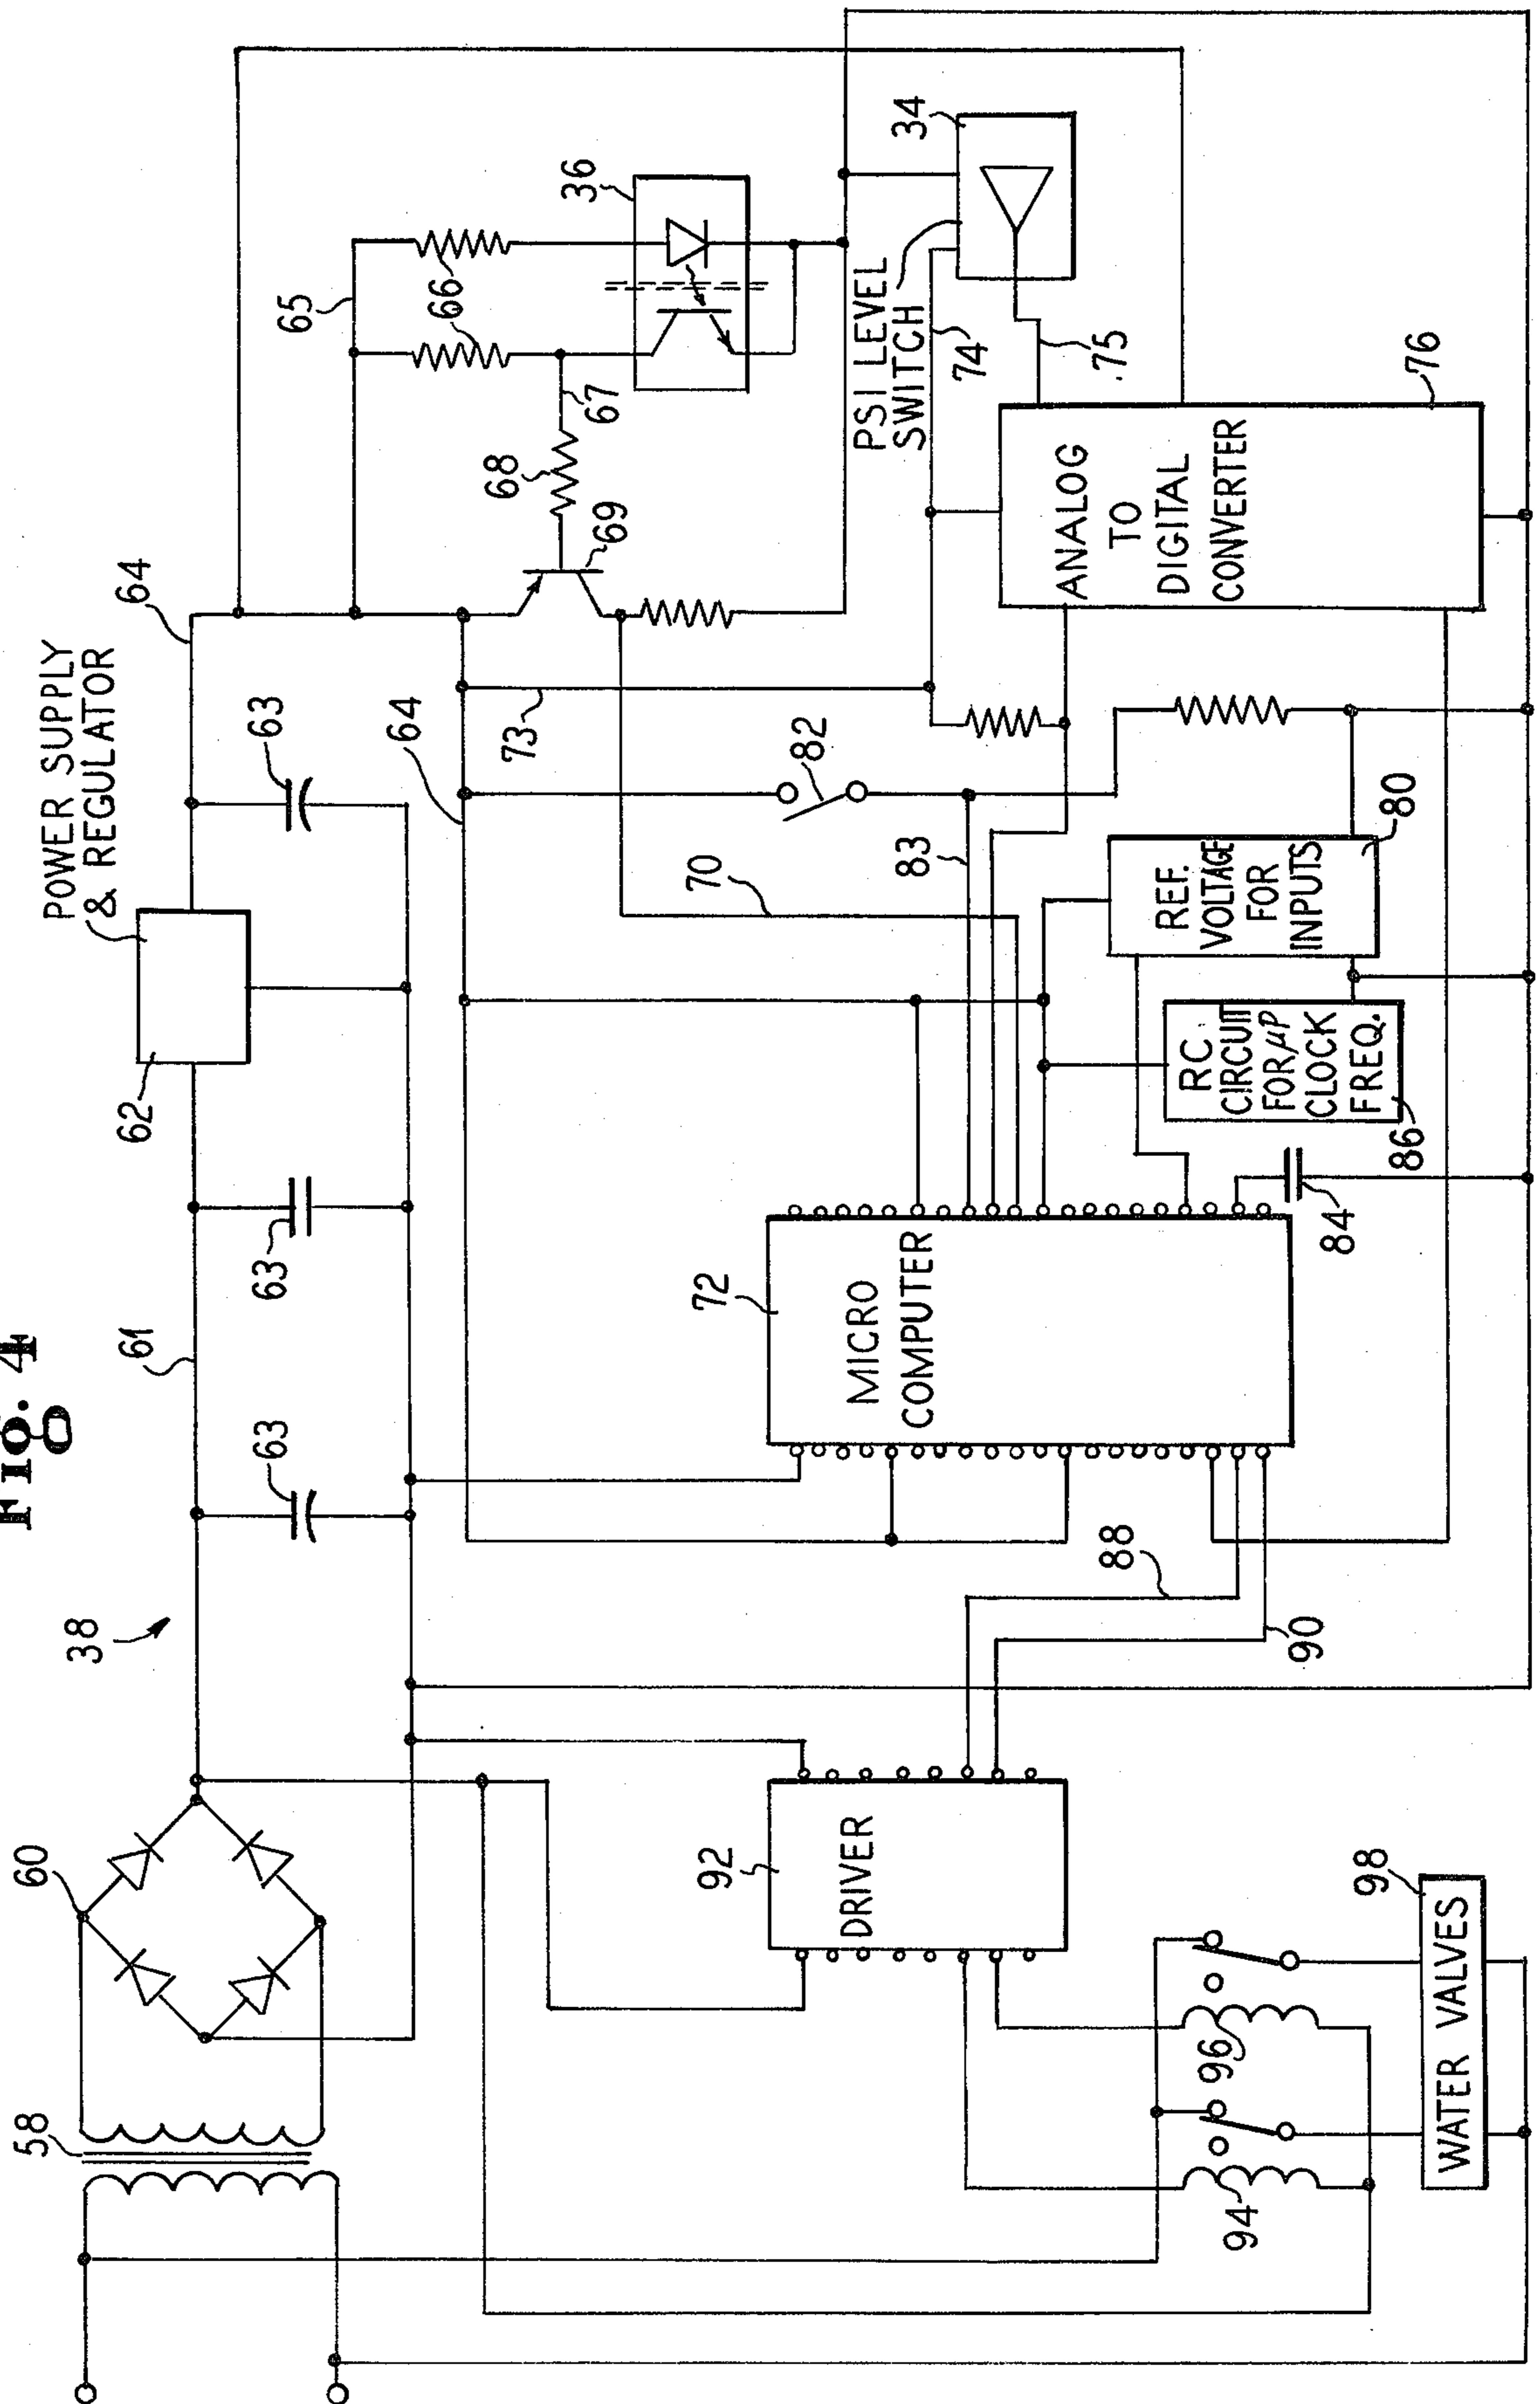 Fig. 4
38
58
60
61
62
POWER SUPPLY
& REGULATOR
63
63
63
64
64
65
66
67
68
69
36
34
PSI LEVEL
SWITCH
70
73
74
75
76
ANALOG
TO
DIGITAL
CONVERTER
82
83
80
REF.
VOLTAGE
FOR
INPUTS
RC.
CIRCUIT
FOR µP
CLOCK
FREQ.
86
84
72
MICRO
COMPUTER
88
90
92
DRIVER
94
96
98
WATER VALVES